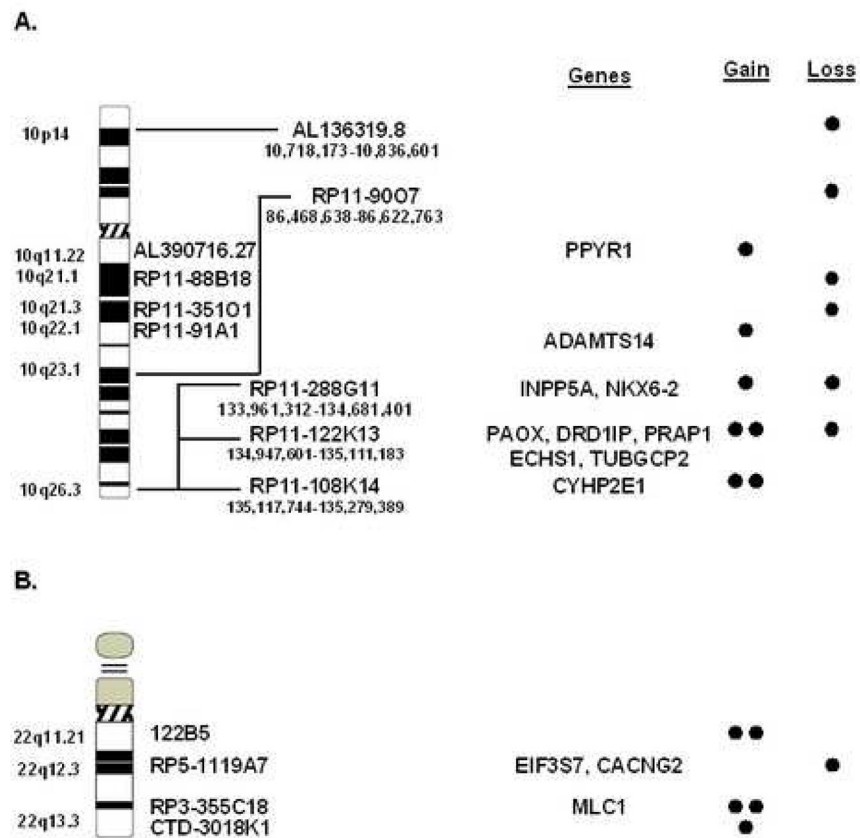 A.
Genes Gain Loss
10p14 AL136319.8
10,718,173-10,836,601
RP11-90O7
86,468,638-86,622,763
10q11.22 AL390716.27 PPYR1
10q21.1 RP11-88B18
10q21.3 RP11-351O1
10q22.1 RP11-91A1 ADAMTS14
10q23.1
RP11-288G11 INPP5A, NKX6-2
133,961,312-134,681,401
RP11-122K13 PAOX, DRD1IP, PRAP1
134,947,601-135,111,183 ECHS1, TUBGCP2
10q26.3 RP11-108K14 CYHP2E1
135,117,744-135,279,389
B.
22q11.21 122B5
22q12.3 RP5-1119A7 EIF3S7, CACNG2
RP3-355C18 MLC1
22q13.3 CTD-3018K1